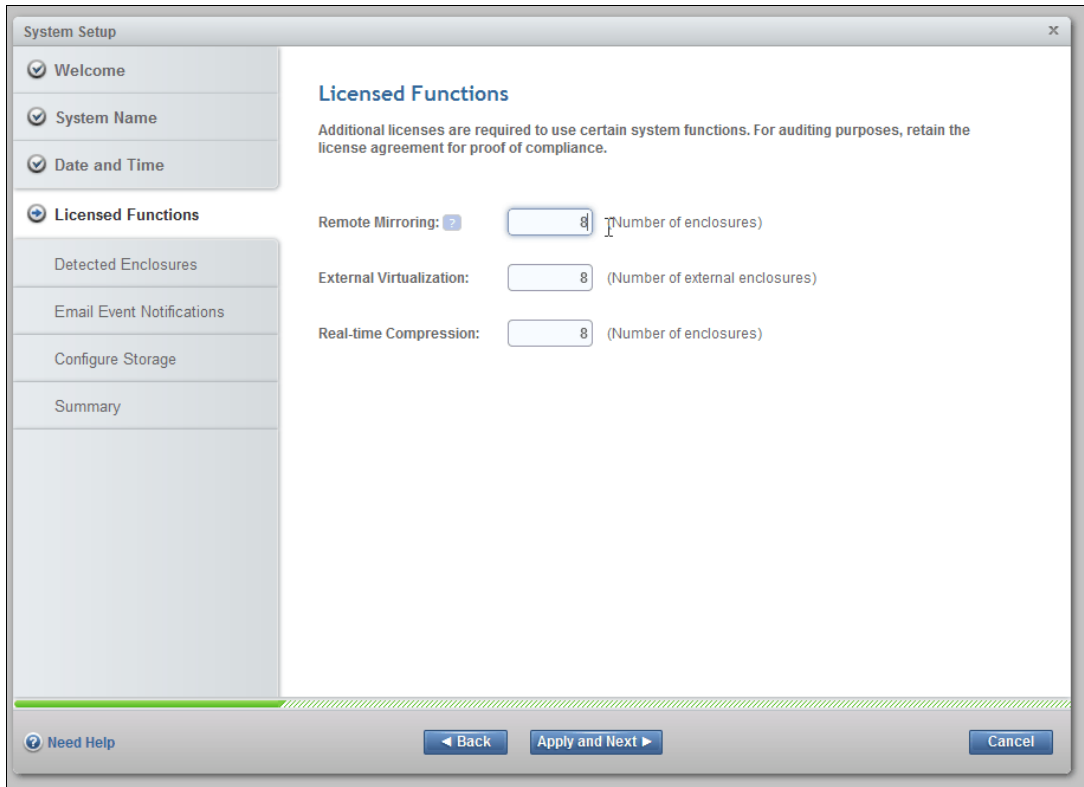 System Setup
x
Welcome
System Name
Date and Time
Licensed Functions
Detected Enclosures
Email Event Notifications
Configure Storage
Summary
Licensed Functions
Additional licenses are required to use certain system functions. For auditing purposes, retain the
license agreement for proof of compliance.
Remote Mirroring: ? 8 (Number of enclosures)
External Virtualization: 8 (Number of external enclosures)
Real-time Compression: 8 (Number of enclosures)
? Need Help
◄ Back
Apply and Next ►
Cancel